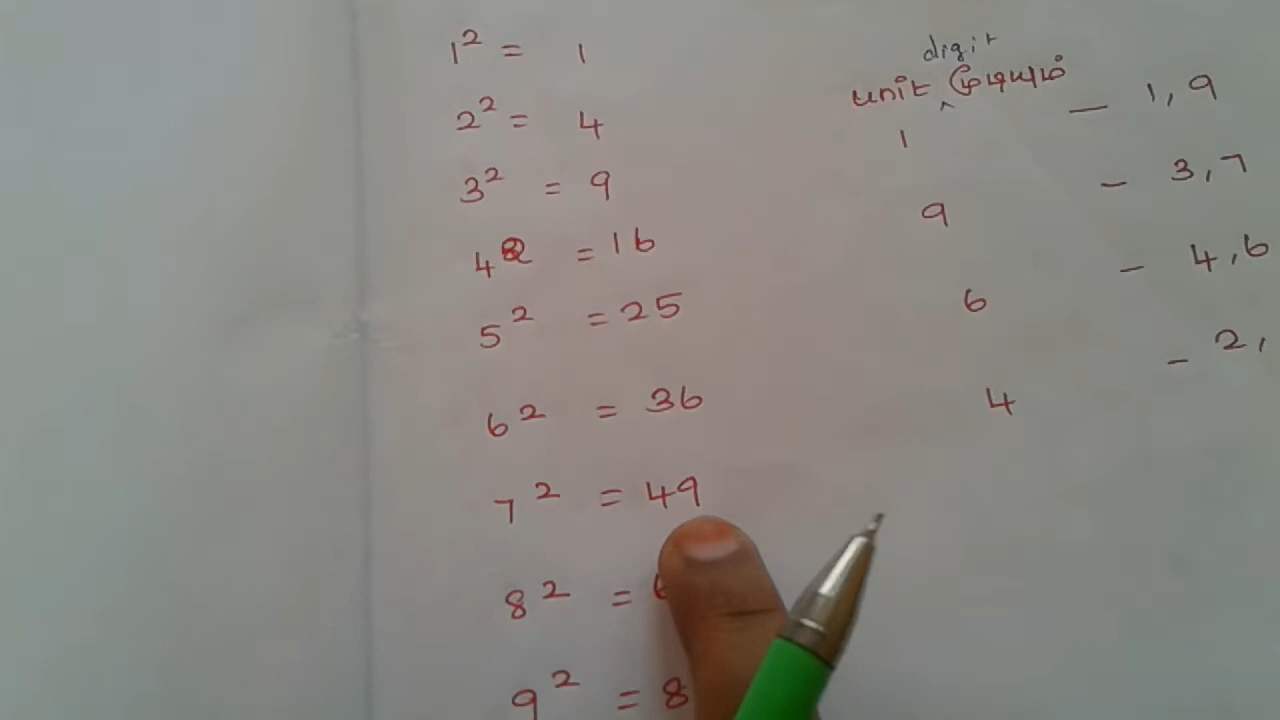 1² = 1
2² = 4
3² = 9
4² = 16
5² = 25
6² = 36
7² = 49
8² = 6
9² = 8
digit
unit ^ முடியும்
1 — 1, 9
9 – 3, 7
6 – 4, 6
4 – 2,